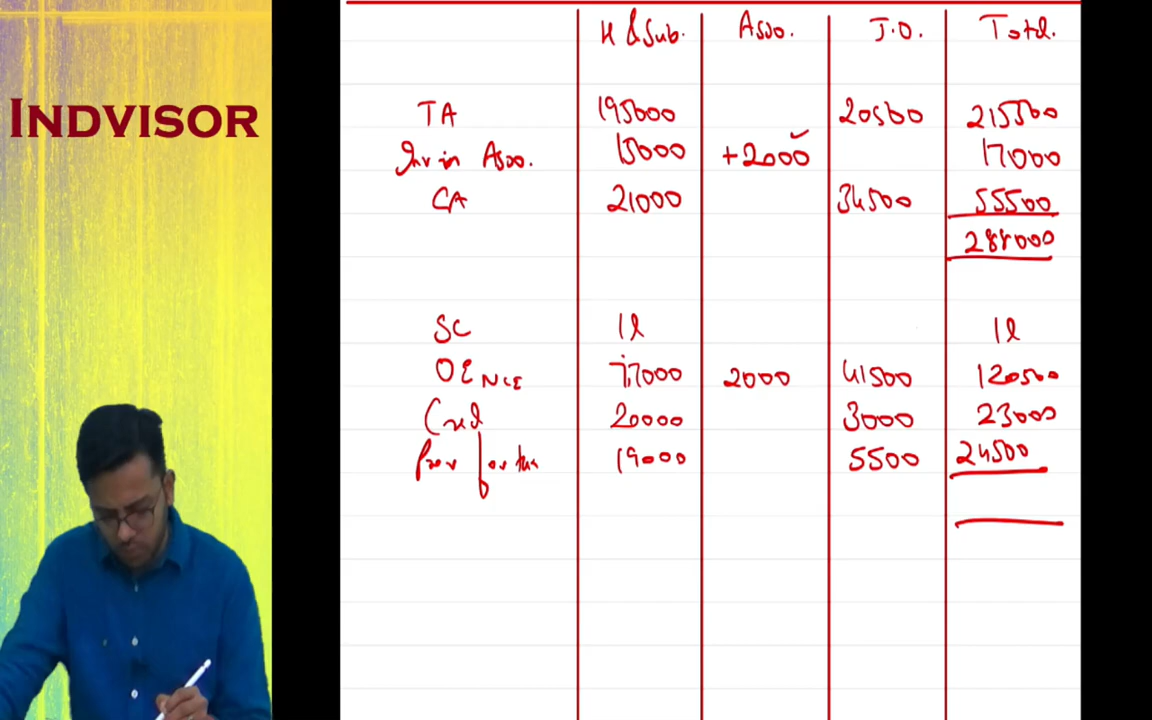 INDVISOR
H & Sub. Asso. J.O. Total.
TA 195000 20500 215500
Inv in Asso. 15000 +2000 17000
CA 21000 34500 55500
288000
SC 1l 1l
OE NCE 77000 2000 41500 120500
Cred 20000 3000 23000
Prov for tax 19000 5500 24500